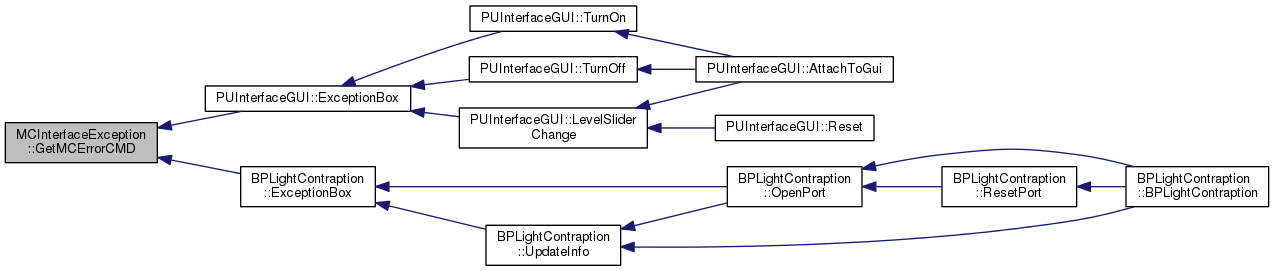 PUInterfaceGUI::TurnOn
PUInterfaceGUI::TurnOff
PUInterfaceGUI::AttachToGui
PUInterfaceGUI::ExceptionBox
PUInterfaceGUI::LevelSlider
Change
PUInterfaceGUI::Reset
MCInterfaceException
::GetMCErrorCMD
BPLightContraption
::ExceptionBox
BPLightContraption
::OpenPort
BPLightContraption
::ResetPort
BPLightContraption
::BPLightContraption
BPLightContraption
::UpdateInfo